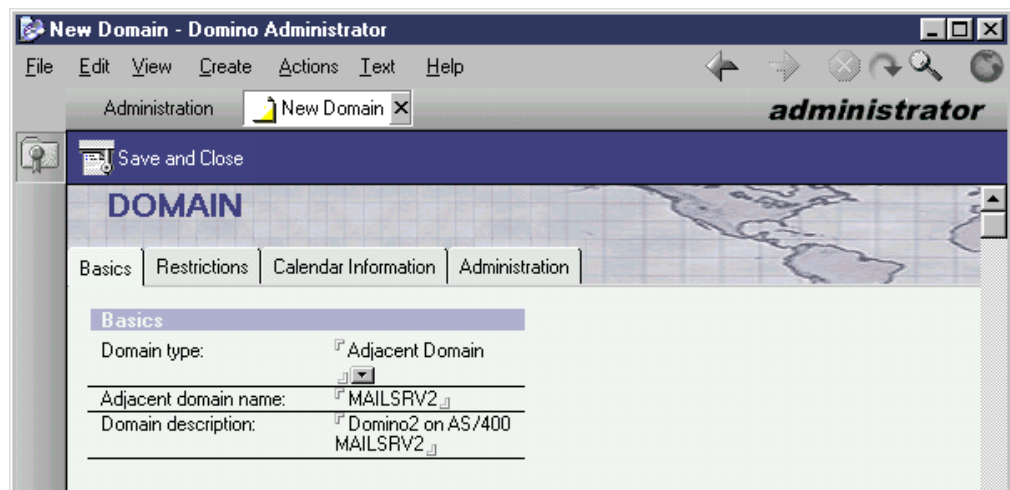 New Domain - Domino Administrator
File Edit View Create Actions Text Help
Administration New Domain administrator
Save and Close
DOMAIN
Basics Restrictions Calendar Information Administration
Basics
Domain type: Adjacent Domain
Adjacent domain name: MAILSRV2
Domain description: Domino2 on AS/400
MAILSRV2